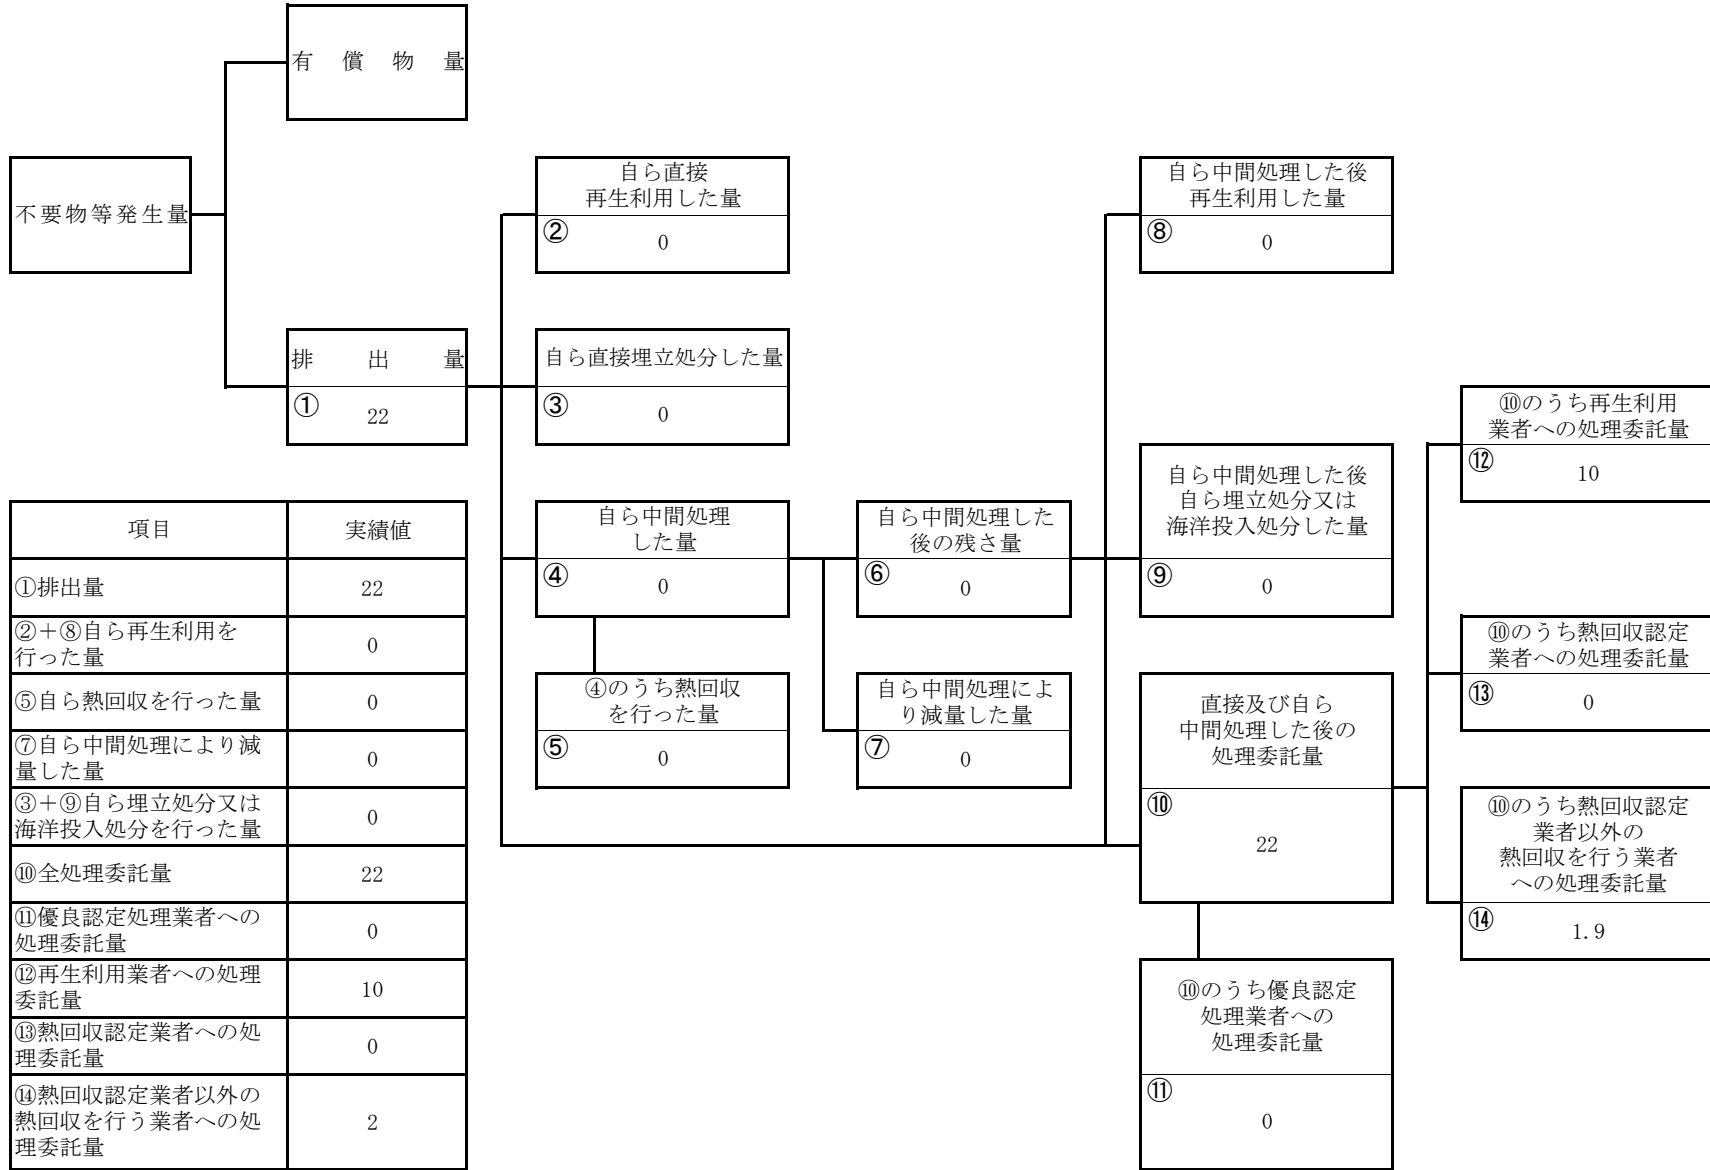 有償物量
不要物等発生量
自ら直接
再生利用した量
②
0
自ら中間処理した後
再生利用した量
⑧
0
排出量
①
22
自ら直接埋立処分した量
③
0
⑩のうち再生利用
業者への処理委託量
⑫
10
自ら中間処理した後
自ら埋立処分又は
海洋投入処分した量
⑨
0
自ら中間処理
した量
④
0
自ら中間処理した
後の残さ量
⑥
0
⑩のうち熱回収認定
業者への処理委託量
⑬
0
④のうち熱回収
を行った量
⑤
0
自ら中間処理によ
り減量した量
⑦
0
直接及び自ら
中間処理した後の
処理委託量
⑩
22
⑩のうち熱回収認定
業者以外の
熱回収を行う業者
への処理委託量
⑭
1.9
⑩のうち優良認定
処理業者への
処理委託量
⑪
0
項目 実績値
①排出量 22
②＋⑧自ら再生利用を
行った量 0
⑤自ら熱回収を行った量 0
⑦自ら中間処理により減
量した量 0
③＋⑨自ら埋立処分又は
海洋投入処分を行った量 0
⑩全処理委託量 22
⑪優良認定処理業者への
処理委託量 0
⑫再生利用業者への処理
委託量 10
⑬熱回収認定業者への処
理委託量 0
⑭熱回収認定業者以外の
熱回収を行う業者への処 2
理委託量